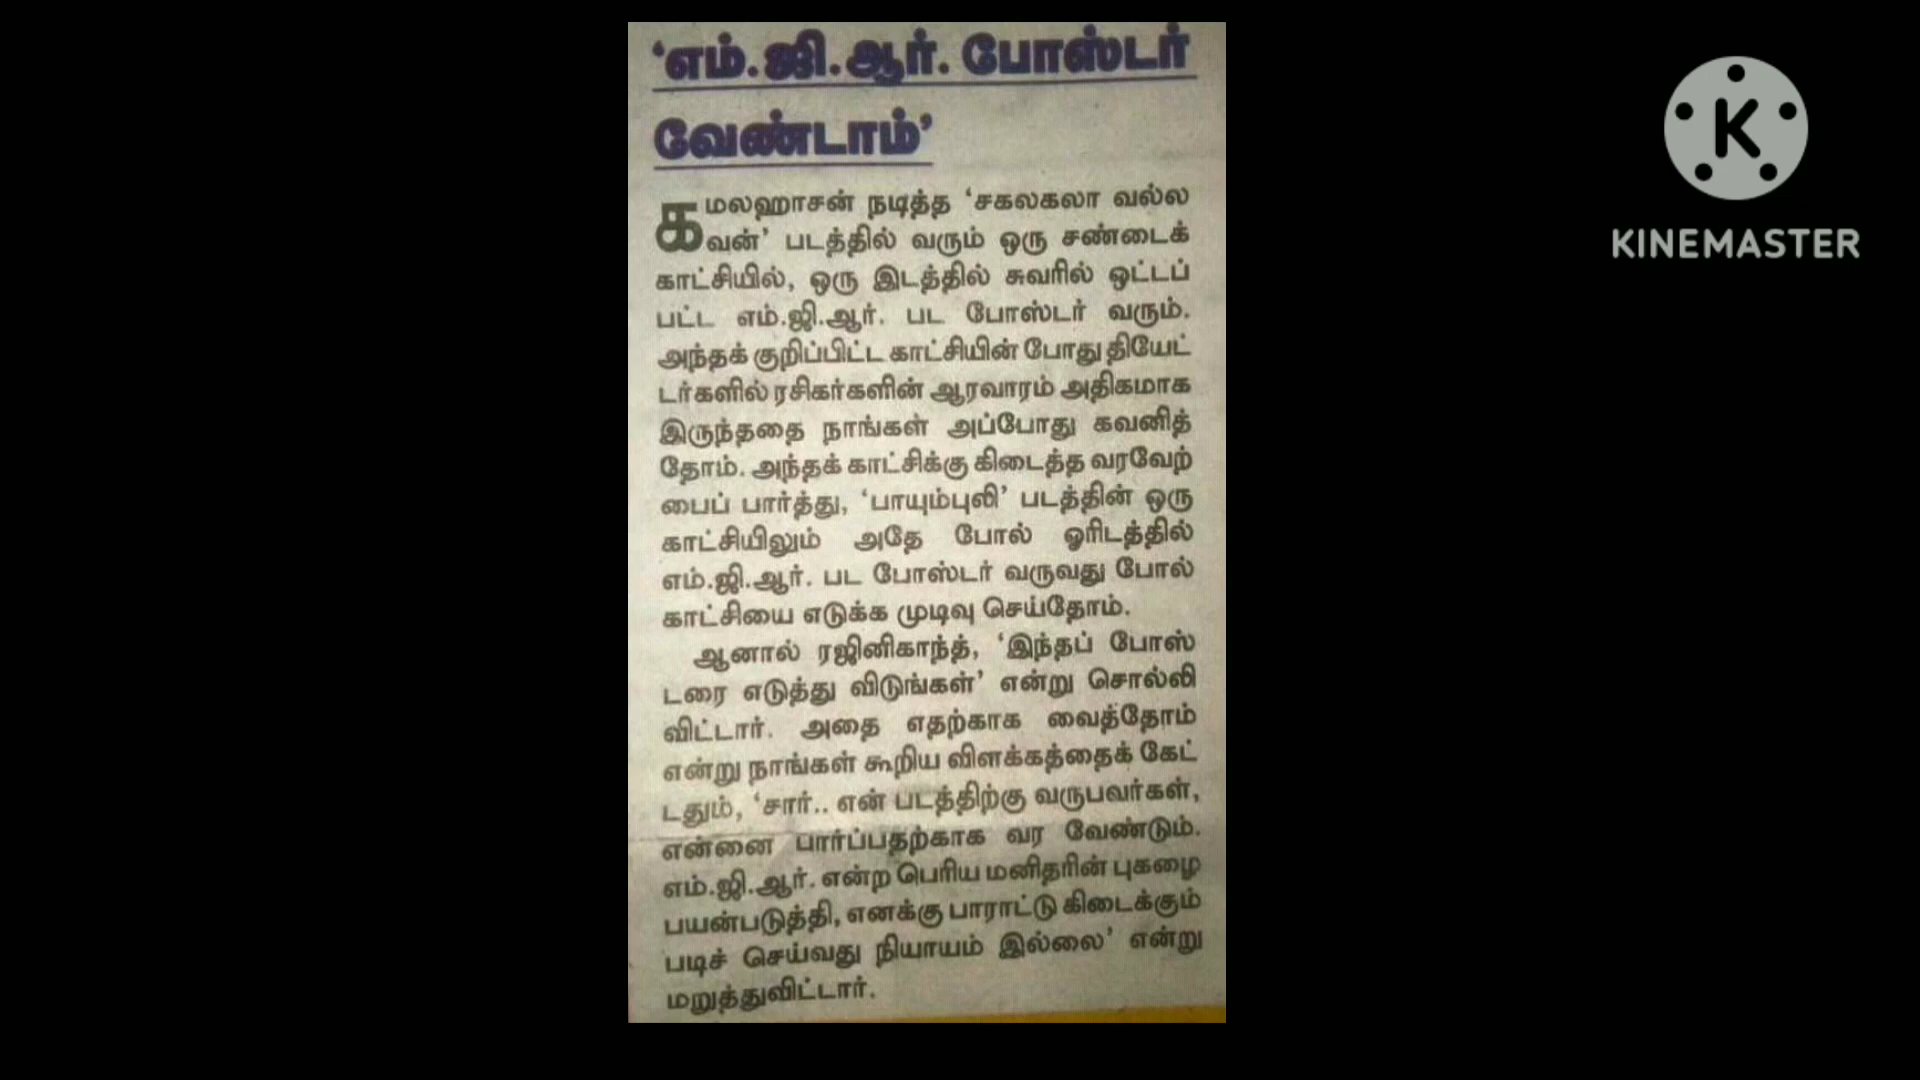 ‘எம்.ஜி.ஆர். போஸ்டர்
வேண்டாம்’
கமலஹாசன் நடித்த ‘சகலகலா வல்ல
வன்’ படத்தில் வரும் ஒரு சண்டைக்
காட்சியில், ஒரு இடத்தில் சுவரில் ஒட்டப்
பட்ட எம்.ஜி.ஆர். பட போஸ்டர் வரும்.
அந்தக் குறிப்பிட்ட காட்சியின் போது தியேட்
டர்களில் ரசிகர்களின் ஆரவாரம் அதிகமாக
இருந்ததை நாங்கள் அப்போது கவனித்
தோம். அந்தக் காட்சிக்கு கிடைத்த வரவேற்
பைப் பார்த்து, ‘பாயும்புலி’ படத்தின் ஒரு
காட்சியிலும் அதே போல் ஓரிடத்தில்
எம்.ஜி.ஆர். பட போஸ்டர் வருவது போல்
காட்சியை எடுக்க முடிவு செய்தோம்.
ஆனால் ரஜினிகாந்த், ‘இந்தப் போஸ்
டரை எடுத்து விடுங்கள்’ என்று சொல்லி
விட்டார். அதை எதற்காக வைத்தோம்
என்று நாங்கள் கூறிய விளக்கத்தைக் கேட்
டதும், ‘சார்.. என் படத்திற்கு வருபவர்கள்,
என்னை பார்ப்பதற்காக வர வேண்டும்.
எம்.ஜி.ஆர். என்ற பெரிய மனிதரின் புகழை
பயன்படுத்தி, எனக்கு பாராட்டு கிடைக்கும்
படிச் செய்வது நியாயம் இல்லை’ என்று
மறுத்துவிட்டார்.
K
KINEMASTER